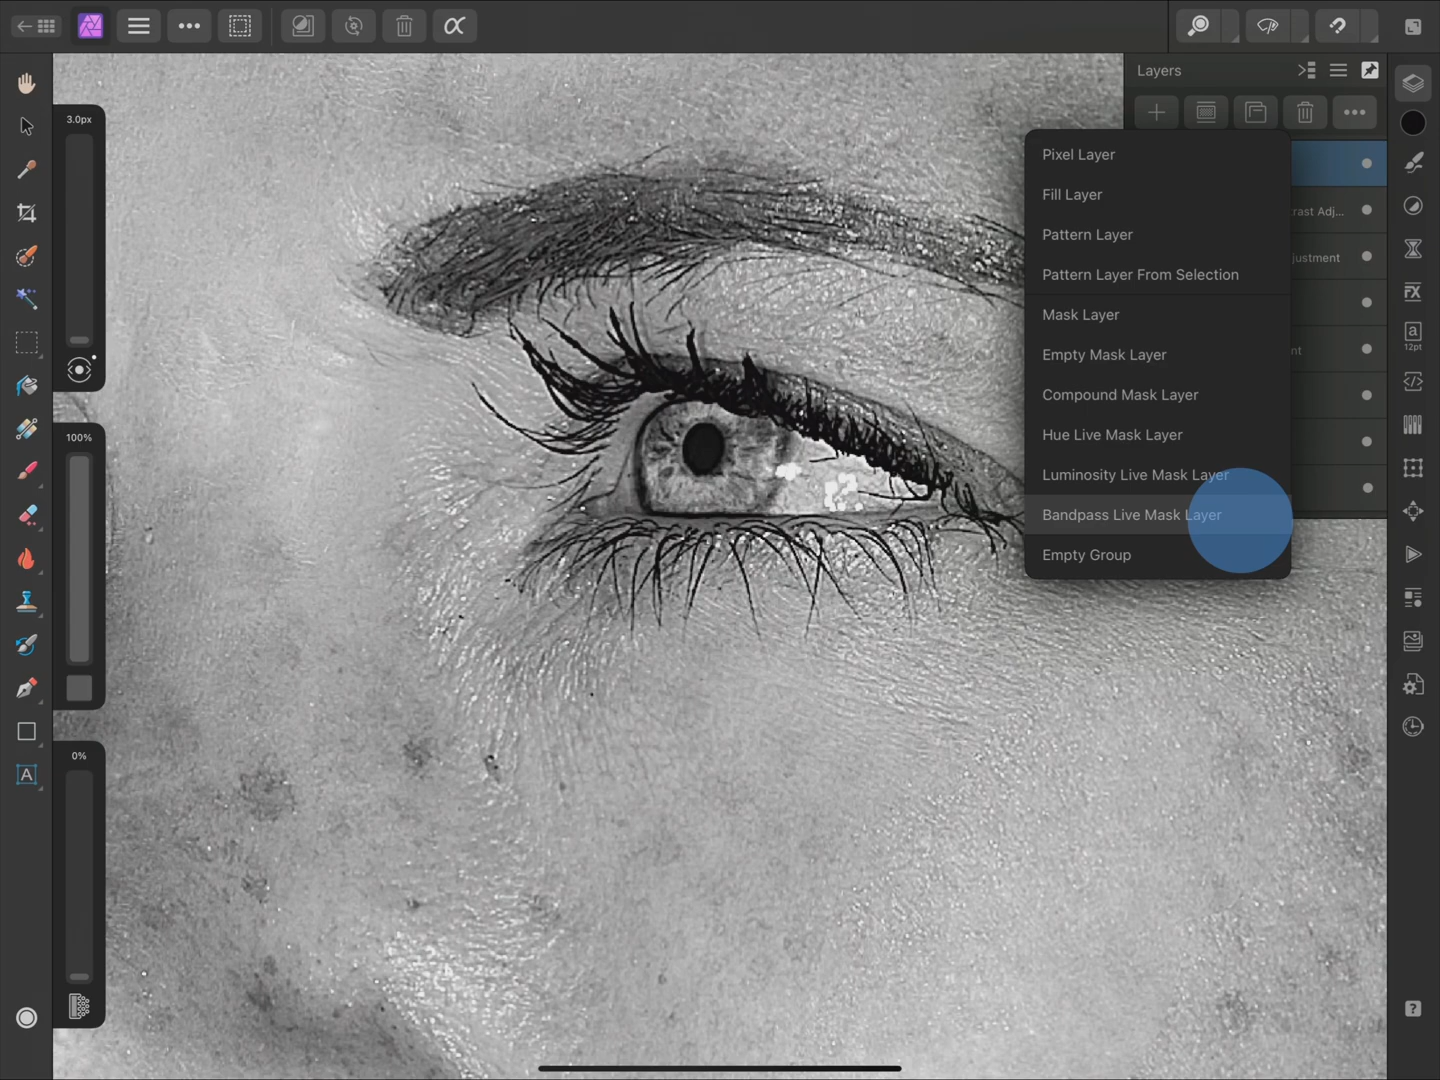 Layers
3.0px
Pixel Layer
Fill Layer
rast Adj...
Pattern Layer
justment
Pattern Layer From Selection
Mask Layer
12pt
Empty Mask Layer
nt
Compound Mask Layer
100%
Hue Live Mask Layer
Luminosity Live Mask Layer
Bandpass Live Mask Layer
Empty Group
0%